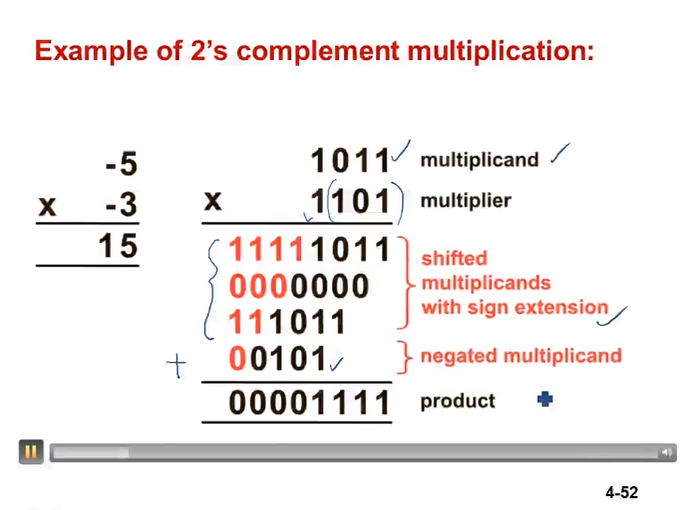 Example of 2's complement multiplication:
-5 1011 multiplicand
x -3 x 1101 multiplier
15 11111011 shifted
0000000 multiplicands
111011 with sign extension
+ 00101 negated multiplicand
00001111 product
4-52